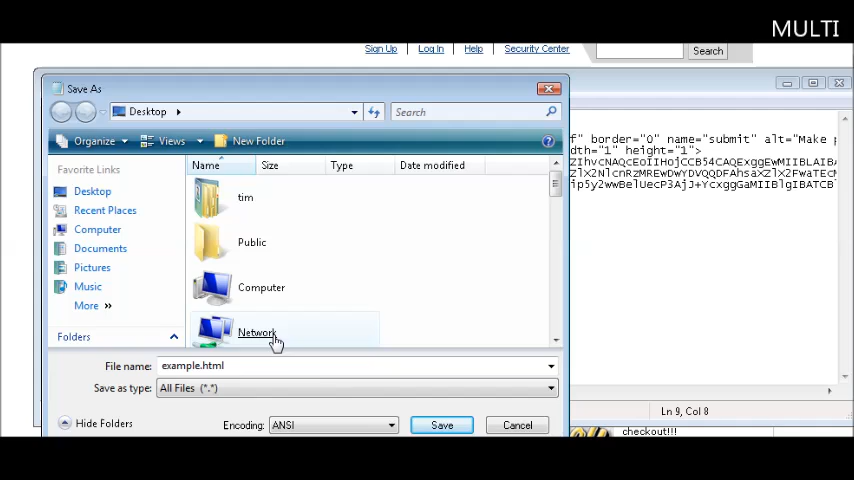 MULTI
Sign Up Log In Help Security Center Search
Save As
Desktop
Search
Organize Views New Folder
Favorite Links
Desktop
Recent Places
Computer
Documents
Pictures
Music
More »
Folders
Name Size Type Date modified
tim
Public
Computer
Network
File name: example.html
Save as type: All Files (*.*)
Hide Folders
Encoding: ANSI Save Cancel
f" border="0" name="submit" alt="Make p
dth="1" height="1">
Ln 9, Col 8
checkout!!!